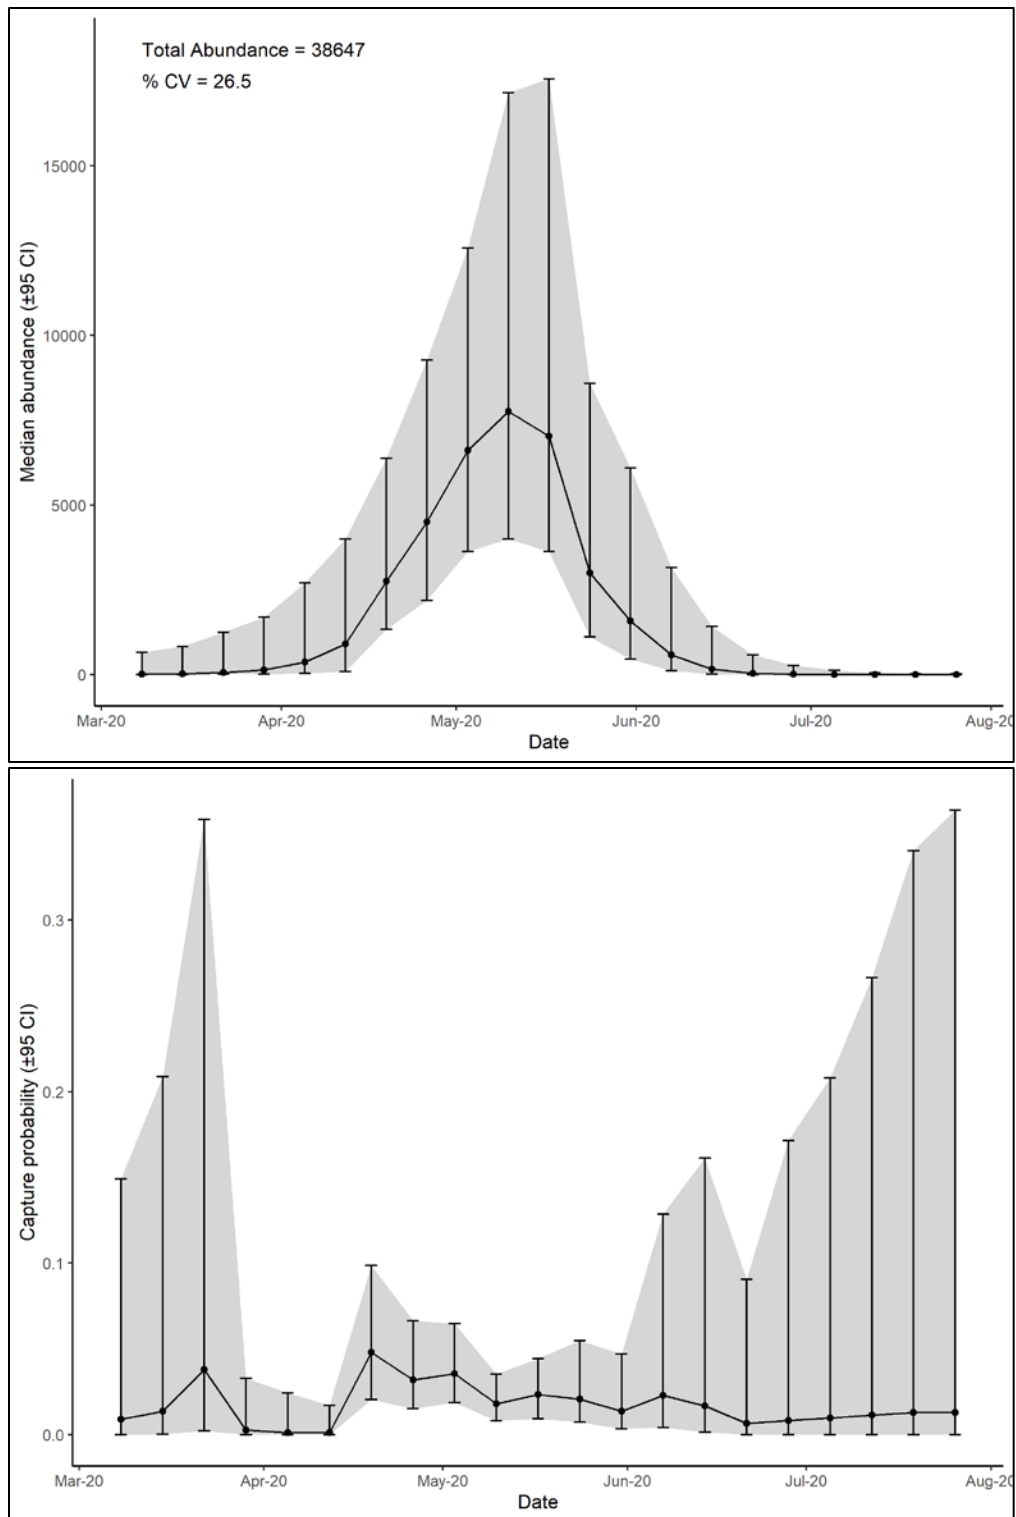 Total Abundance = 38647
% CV = 26.5
Median abundance (±95 CI)
15000
10000
5000
0
Mar-20 Apr-20 May-20 Jun-20 Jul-20 Aug-20
Date
Capture probability (±95 CI)
0.3
0.2
0.1
0.0
Mar-20 Apr-20 May-20 Jun-20 Jul-20 Aug-20
Date